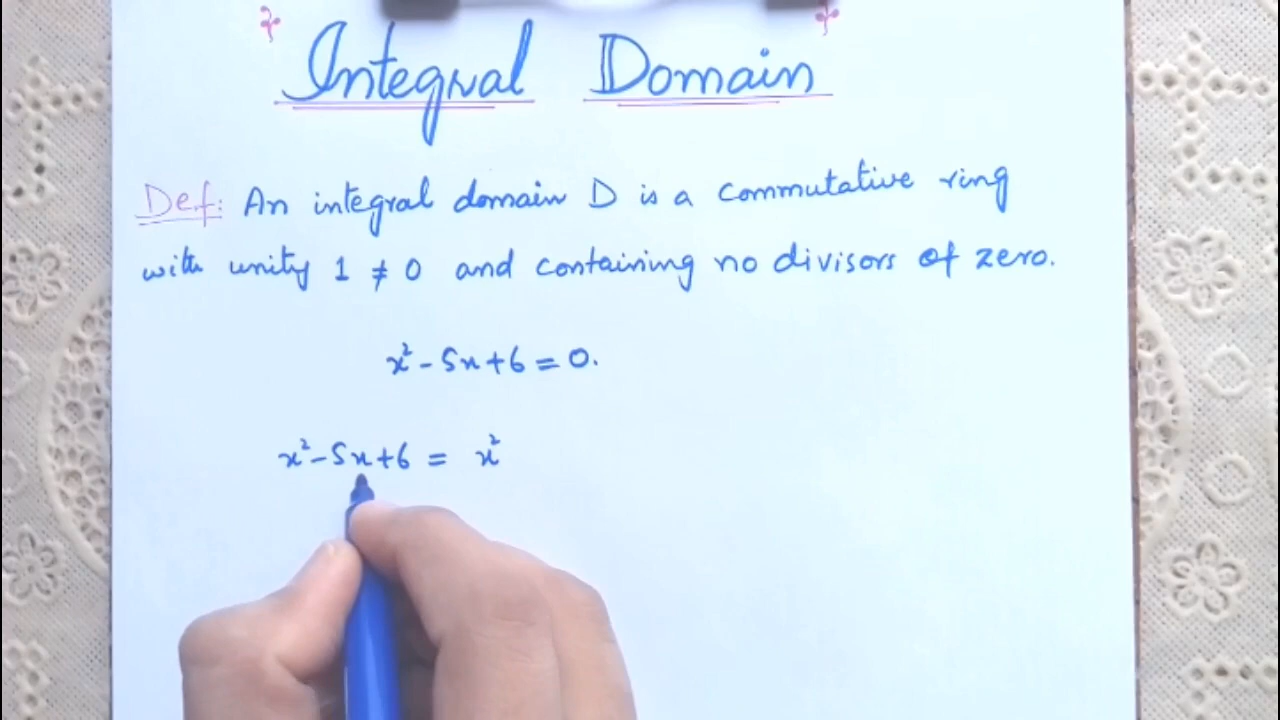 Integral Domain
Def: An integral domain D is a commutative ring
with unity 1 ≠ 0 and containing no divisors of zero.
x² - 5x + 6 = 0.
x² - 5x + 6 = x²